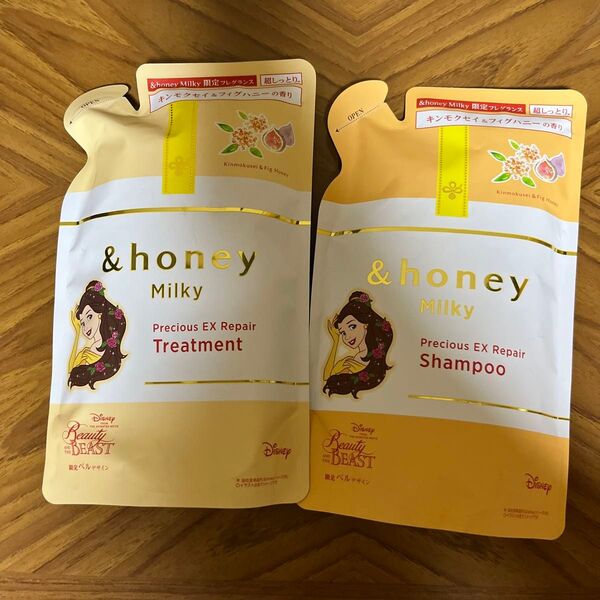 OPEN
&honey Milky 限定フレグランス
超しっとり
キンモクセイ&フィグハニーの香り
Kinmokusei & Fig Honey
&honey
Milky
Precious EX Repair
Treatment
Disney
Beauty
AND THE
BEAST
限定ベルデザイン
Disney
OPEN
&honey Milky 限定フレグランス
超しっとり
キンモクセイ&フィグハニーの香り
Kinmokusei & Fig Honey
&honey
Milky
Precious EX Repair
Shampoo
Disney
Beauty
AND THE
BEAST
限定ベルデザイン
Disney